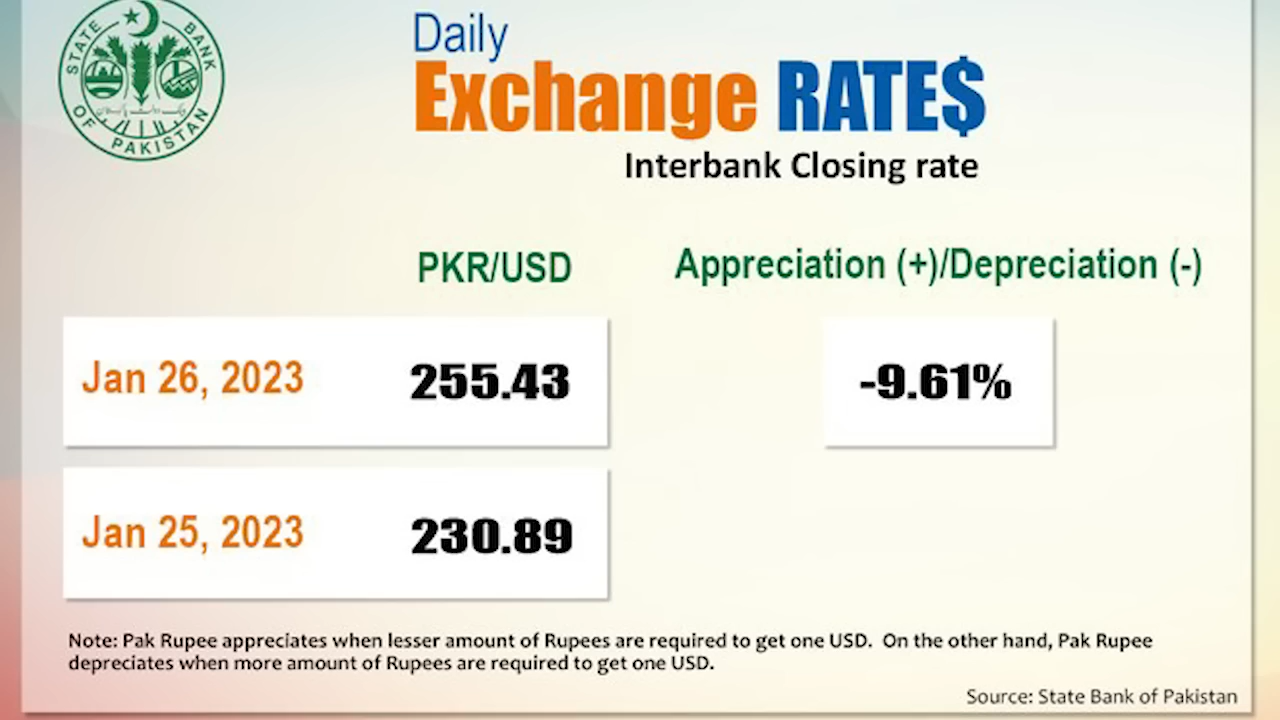 STATE BANK OF PAKISTAN
Daily
Exchange RATE$
Interbank Closing rate
PKR/USD
Appreciation (+)/Depreciation (-)
Jan 26, 2023
255.43
-9.61%
Jan 25, 2023
230.89
Note: Pak Rupee appreciates when lesser amount of Rupees are required to get one USD. On the other hand, Pak Rupee
depreciates when more amount of Rupees are required to get one USD.
Source: State Bank of Pakistan